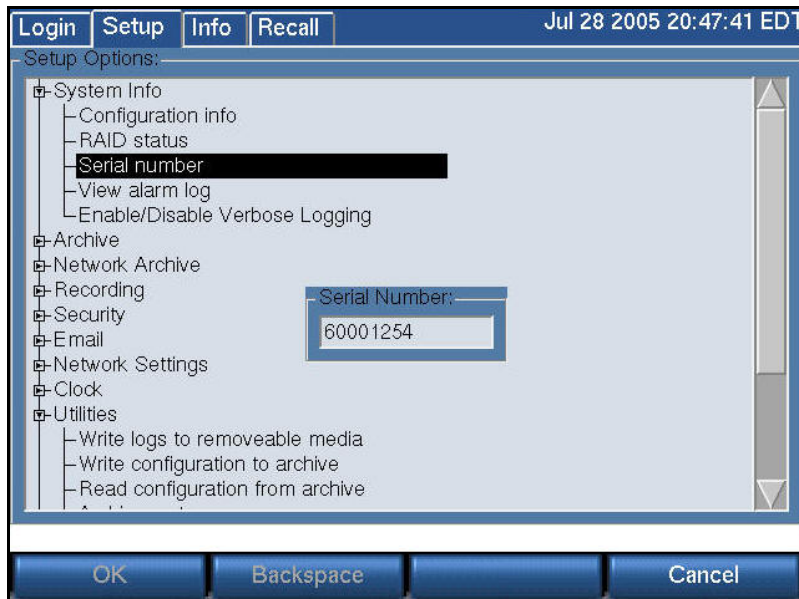 Login Setup Info Recall Jul 28 2005 20:47:41 EDT
Setup Options:
System Info
Configuration info
RAID status
Serial number
View alarm log
Enable/Disable Verbose Logging
Archive
Network Archive
Recording
Serial Number:
Security
60001254
Email
Network Settings
Clock
Utilities
Write logs to removeable media
Write configuration to archive
Read configuration from archive
OK Backspace Cancel